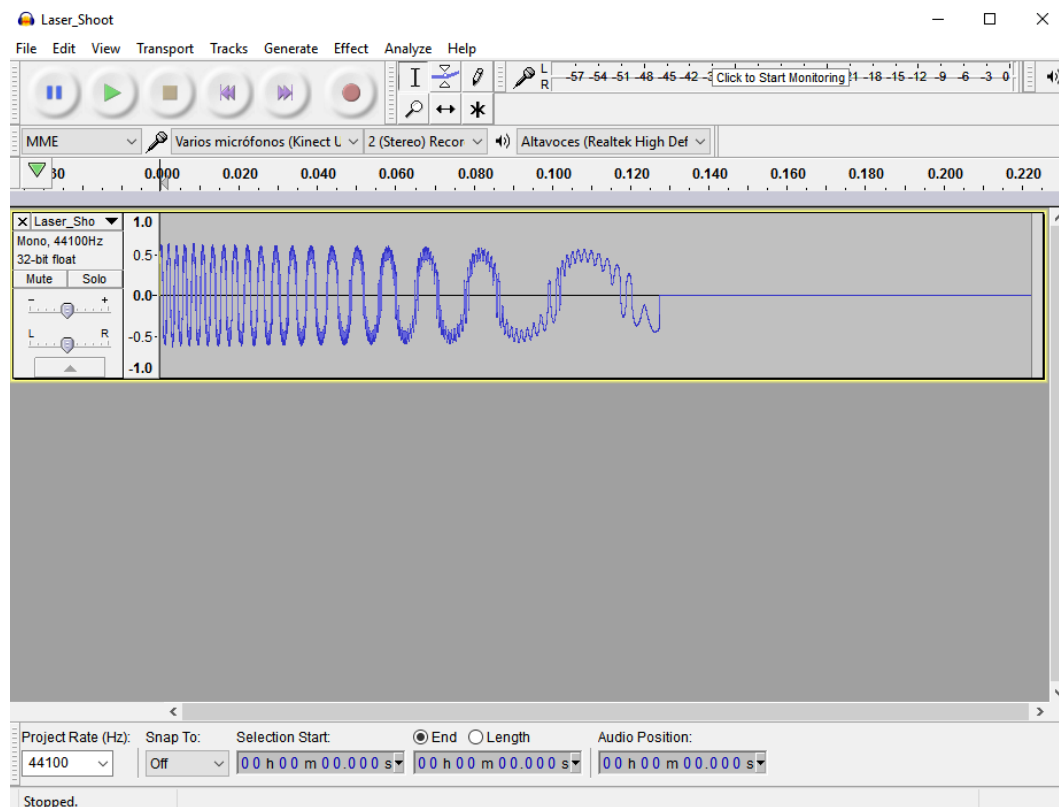 Laser_Shoot
File Edit View Transport Tracks Generate Effect Analyze Help
L
R
-57 -54 -51 -48 -45 -42 Click to Start Monitoring -18 -15 -12 -9 -6 -3 0
MME Varios micrófonos (Kinect 2 (Stereo) Recor Altavoces (Realtek High Def
30 0.000 0.020 0.040 0.060 0.080 0.100 0.120 0.140 0.160 0.180 0.200 0.220
X Laser_Sho 1.0
Mono, 44100Hz
32-bit float 0.5
Mute Solo
- + 0.0
L R -0.5
-1.0
Project Rate (Hz): Snap To: Selection Start: End Length Audio Position:
44100 Off 00 h 00 m 00.000 s 00 h 00 m 00.000 s 00 h 00 m 00.000 s
Stopped.